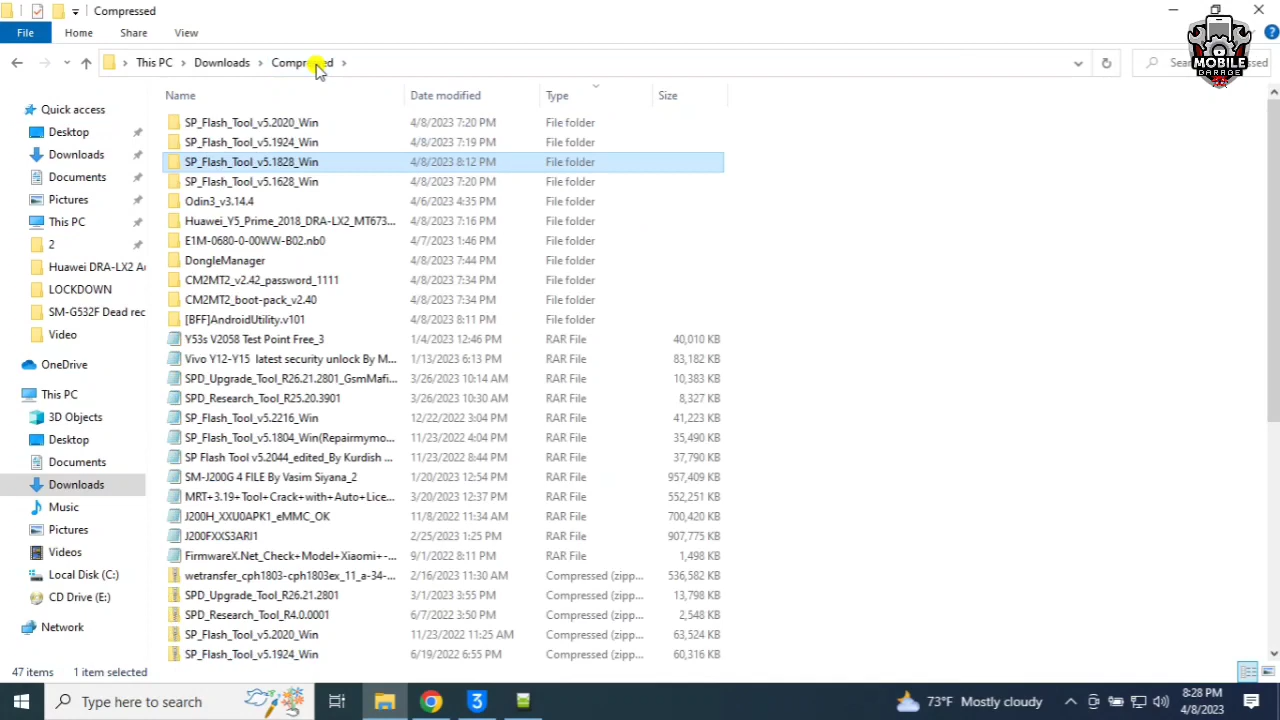 Compressed
File Home Share View
This PC Downloads Compressed
MOBILE
GARAGE
Name Date modified Type Size
Quick access
Desktop
Downloads
Documents
Pictures
This PC
2
Huawei DRA-LX2 Au
LOCKDOWN
SM-G532F Dead rec
Video
OneDrive
This PC
3D Objects
Desktop
Documents
Downloads
Music
Pictures
Videos
Local Disk (C:)
CD Drive (E:)
Network
SP_Flash_Tool_v5.2020_Win 4/8/2023 7:20 PM File folder
SP_Flash_Tool_v5.1924_Win 4/8/2023 7:19 PM File folder
SP_Flash_Tool_v5.1828_Win 4/8/2023 8:12 PM File folder
SP_Flash_Tool_v5.1628_Win 4/8/2023 7:20 PM File folder
Odin3_v3.14.4 4/6/2023 4:35 PM File folder
Huawei_Y5_Prime_2018_DRA-LX2_MT673... 4/8/2023 7:16 PM File folder
E1M-0680-0-00WW-B02.nb0 4/7/2023 1:46 PM File folder
DongleManager 4/8/2023 7:44 PM File folder
CM2MT2_v2.42_password_1111 4/8/2023 7:34 PM File folder
CM2MT2_boot-pack_v2.40 4/8/2023 7:34 PM File folder
[BFF]AndroidUtility.v101 4/8/2023 8:11 PM File folder
Y53s V2058 Test Point Free_3 1/4/2023 12:46 PM RAR File 40,010 KB
Vivo Y12-Y15 latest security unlock By M... 1/13/2023 6:13 PM RAR File 83,182 KB
SPD_Upgrade_Tool_R26.21.2801_GsmMafi... 3/26/2023 10:14 AM RAR File 10,383 KB
SPD_Research_Tool_R25.20.3901 3/26/2023 10:30 AM RAR File 8,327 KB
SP_Flash_Tool_v5.2216_Win 12/22/2022 3:04 PM RAR File 41,223 KB
SP_Flash_Tool_v5.1804_Win(Repairmymo... 11/23/2022 4:04 PM RAR File 35,490 KB
SP Flash Tool v5.2044_edited_By Kurdish ... 11/23/2022 8:44 PM RAR File 37,790 KB
SM-J200G 4 FILE By Vasim Siyana_2 1/20/2023 12:54 PM RAR File 957,409 KB
MRT+3.19+Tool+Crack+with+Auto+Lice... 3/20/2023 12:37 PM RAR File 552,251 KB
J200H_XXU0APK1_eMMC_OK 11/8/2022 11:34 AM RAR File 700,420 KB
J200FXXS3ARJ1 2/25/2023 1:25 PM RAR File 907,775 KB
FirmwareX.Net_Check+Model+Xiaomi+-... 9/1/2022 8:11 PM RAR File 1,498 KB
wetransfer_cph1803-cph1803ex_11_a-34-... 2/16/2023 11:30 AM Compressed (zipp... 536,582 KB
SPD_Upgrade_Tool_R26.21.2801 3/1/2023 3:55 PM Compressed (zipp... 13,798 KB
SPD_Research_Tool_R4.0.0001 6/7/2022 3:50 PM Compressed (zipp... 2,548 KB
SP_Flash_Tool_v5.2020_Win 11/23/2022 11:25 AM Compressed (zipp... 63,524 KB
SP_Flash_Tool_v5.1924_Win 6/19/2022 6:55 PM Compressed (zipp... 60,316 KB
47 items 1 item selected
Type here to search
3
73°F Mostly cloudy
8:28 PM
4/8/2023